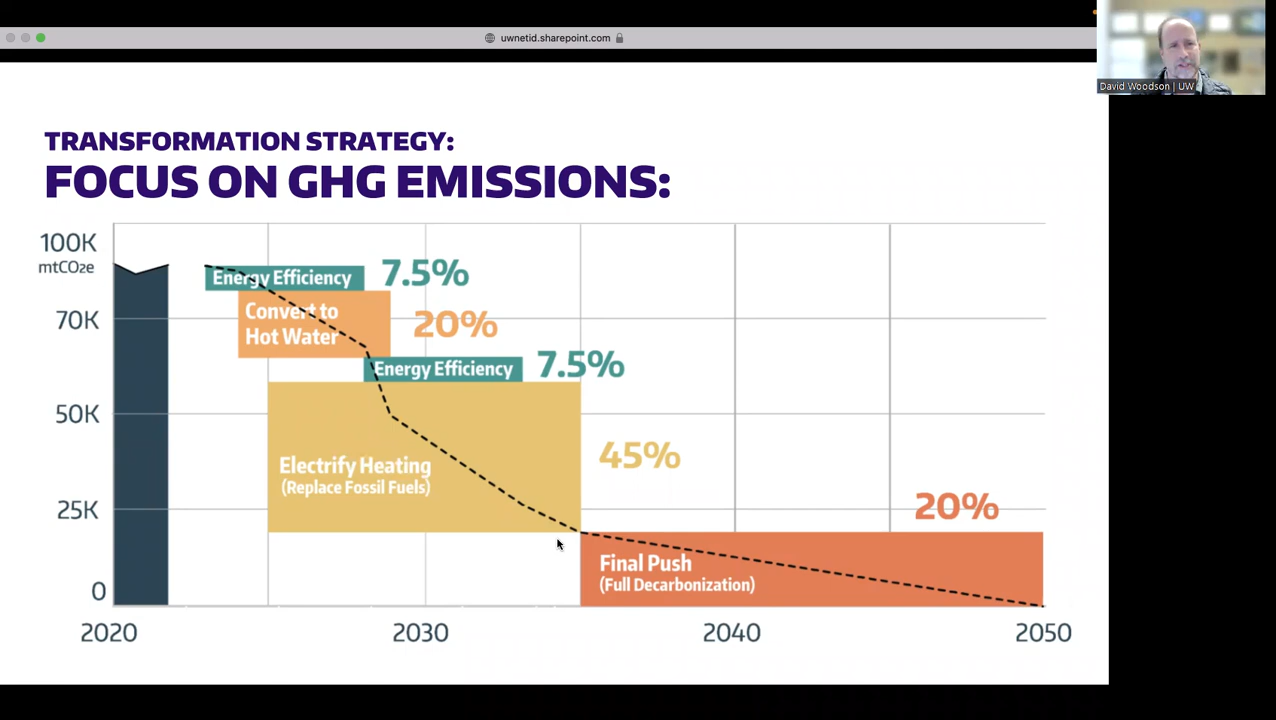 uwnetid.sharepoint.com
David Woodson | UW
TRANSFORMATION STRATEGY:
FOCUS ON GHG EMISSIONS:
100K
mtCO2e
Energy Efficiency
7.5%
Convert to
Hot Water
20%
70K
Energy Efficiency
7.5%
50K
Electrify Heating
(Replace Fossil Fuels)
45%
25K
20%
Final Push
(Full Decarbonization)
0
2020
2030
2040
2050